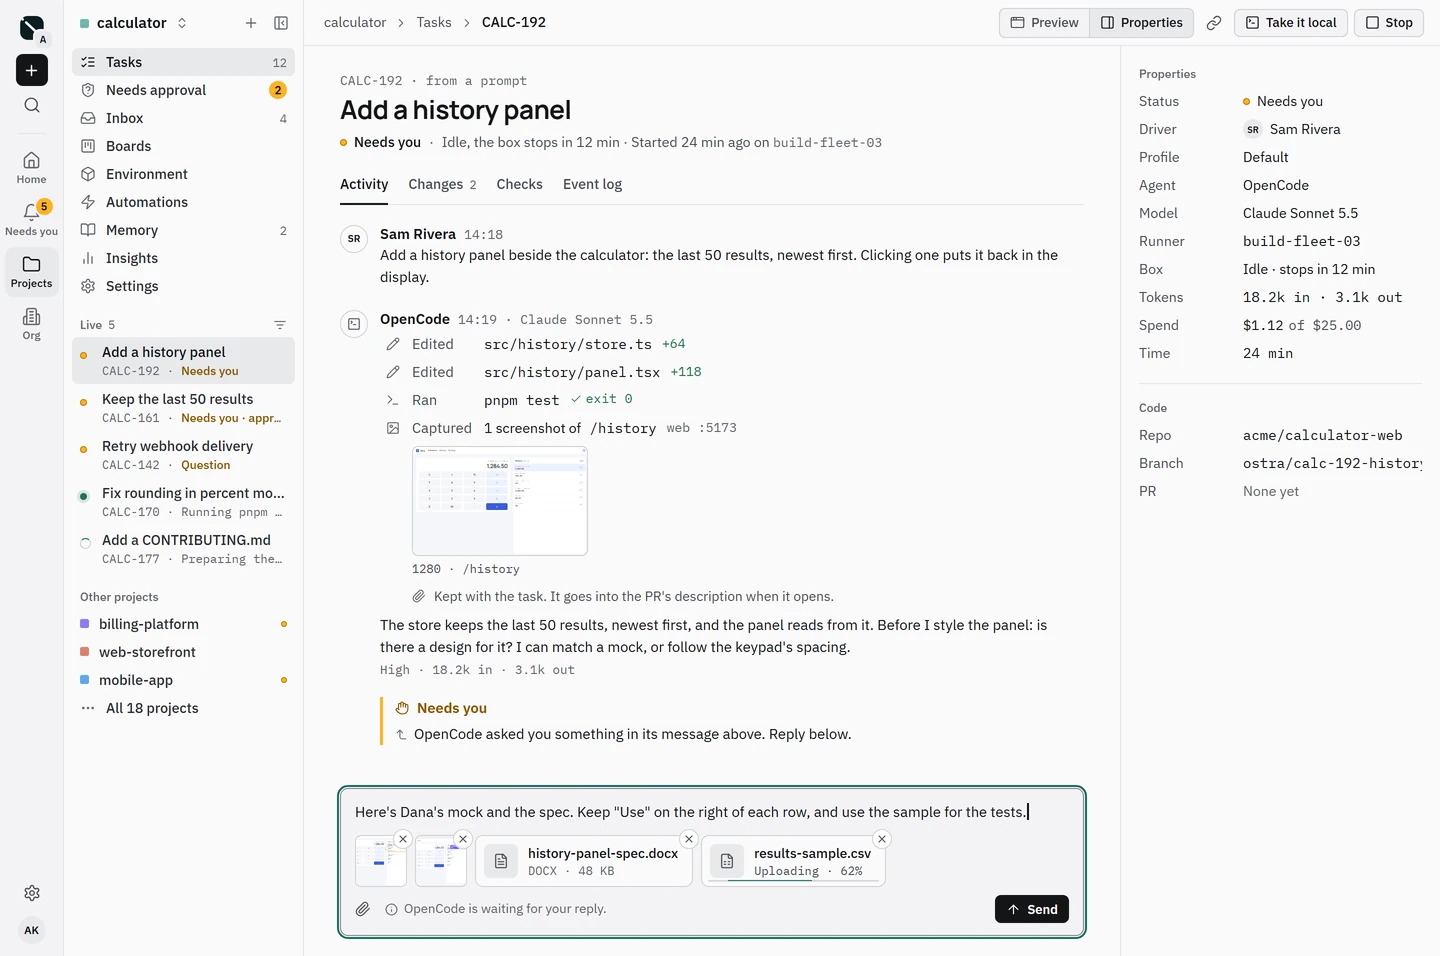 A
Home
5
Needs you
Projects
Org
AK
calculator
Tasks 12
Needs approval 2
Inbox 4
Boards
Environment
Automations
Memory 2
Insights
Settings
Live 5
Add a history panel
CALC-192 · Needs you
Keep the last 50 results
CALC-161 · Needs you · appr…
Retry webhook delivery
CALC-142 · Question
Fix rounding in percent mo…
CALC-170 · Running pnpm …
Add a CONTRIBUTING.md
CALC-177 · Preparing the…
Other projects
billing-platform
web-storefront
mobile-app
All 18 projects
calculator > Tasks > CALC-192
Preview Properties Take it local Stop
CALC-192 · from a prompt
Add a history panel
Needs you · Idle, the box stops in 12 min · Started 24 min ago on build-fleet-03
Activity Changes 2 Checks Event log
SR Sam Rivera 14:18
Add a history panel beside the calculator: the last 50 results, newest first. Clicking one puts it back in the
display.
OpenCode 14:19 · Claude Sonnet 5.5
Edited src/history/store.ts +64
Edited src/history/panel.tsx +118
Ran pnpm test ✓ exit 0
Captured 1 screenshot of /history web :5173
1,284.50
1280 · /history
Kept with the task. It goes into the PR's description when it opens.
The store keeps the last 50 results, newest first, and the panel reads from it. Before I style the panel: is
there a design for it? I can match a mock, or follow the keypad's spacing.
High · 18.2k in · 3.1k out
Needs you
OpenCode asked you something in its message above. Reply below.
Here's Dana's mock and the spec. Keep "Use" on the right of each row, and use the sample for the tests.
history-panel-spec.docx
DOCX · 48 KB
results-sample.csv
Uploading · 62%
OpenCode is waiting for your reply.
Send
Properties
Status Needs you
Driver SR Sam Rivera
Profile Default
Agent OpenCode
Model Claude Sonnet 5.5
Runner build-fleet-03
Box Idle · stops in 12 min
Tokens 18.2k in · 3.1k out
Spend $1.12 of $25.00
Time 24 min
Code
Repo acme/calculator-web
Branch ostra/calc-192-history
PR None yet